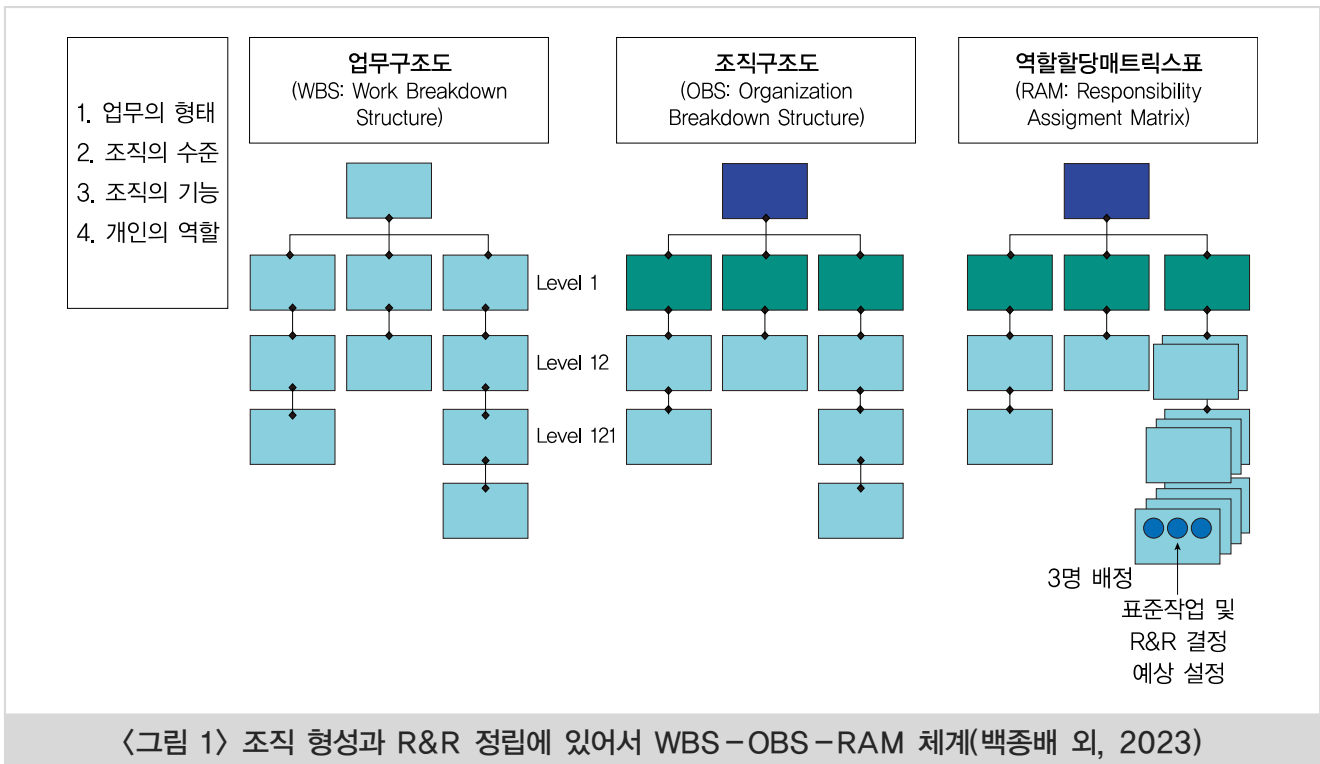 1. 업무의 형태
2. 조직의 수준
3. 조직의 기능
4. 개인의 역할
업무구조도
(WBS: Work Breakdown
Structure)
조직구조도
(OBS: Organization
Breakdown Structure)
역할할당매트릭스표
(RAM: Responsibility
Assigment Matrix)
Level 1
Level 12
Level 121
3명 배정
표준작업 및
R&R 결정
예상 설정
〈그림 1〉 조직 형성과 R&R 정립에 있어서 WBS-OBS-RAM 체계(백종배 외, 2023)